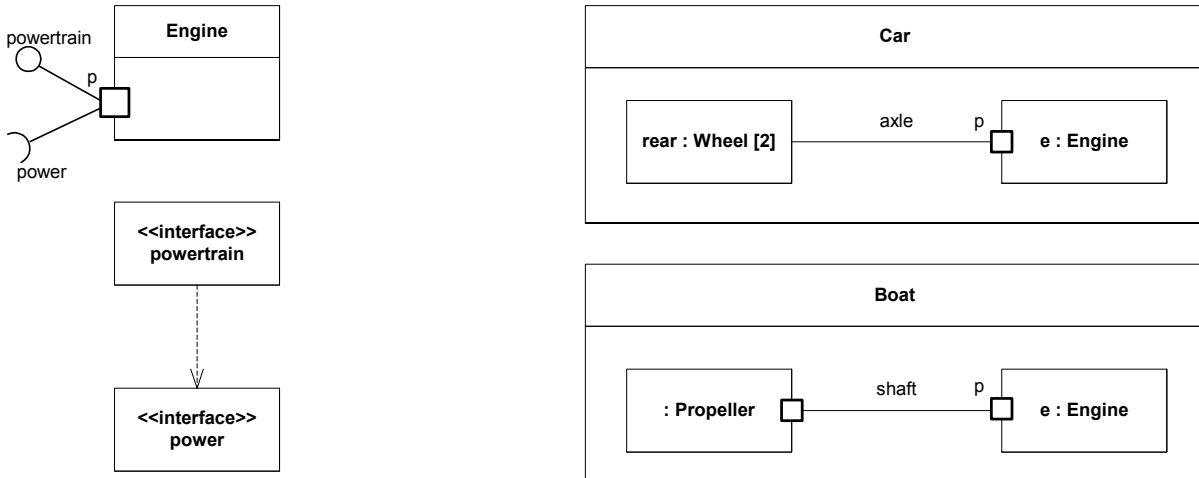 powertrain
p
power
Engine
<<interface>>
powertrain
<<interface>>
power
Car
rear : Wheel [2]
axle
p
e : Engine
Boat
: Propeller
shaft
p
e : Engine